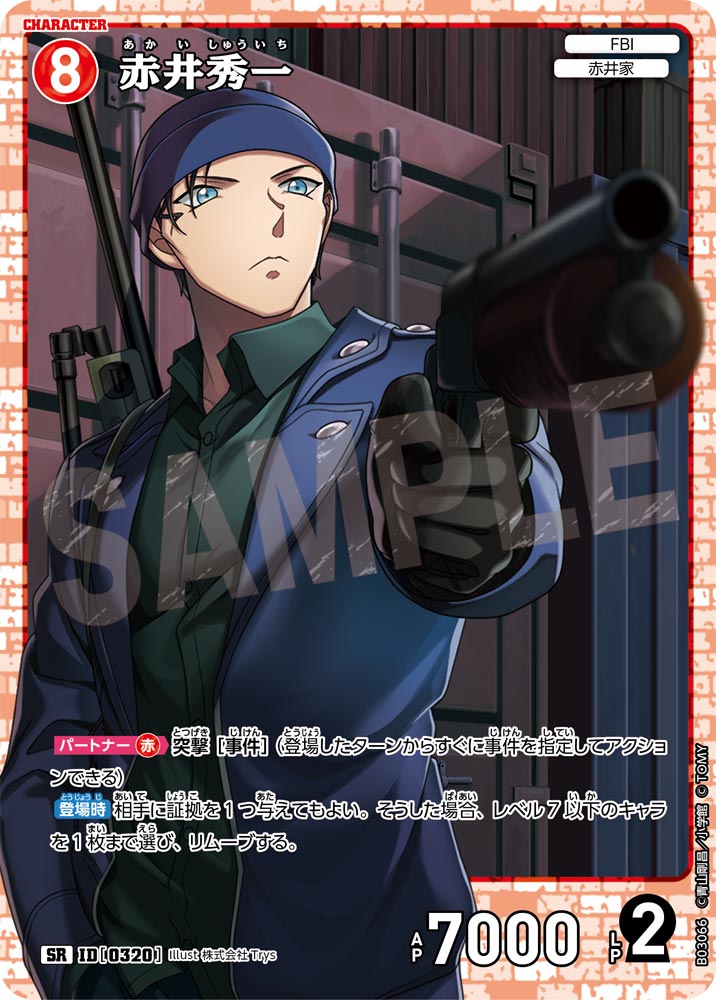 CHARACTER
8
あかいしゅういち
赤井秀一
FBI
赤井家
SAMPLE
パートナー 赤 突撃［事件］（登場したターンからすぐに事件を指定してアクショ
ンできる）
登場時 相手に証拠を1つ与えてもよい。そうした場合、レベル7以下のキャラ
を1枚まで選び、リムーブする。
SR ID[0320] Illust 株式会社Trys
AP 7000 LP 2
B03066 ©青山剛昌／小学館 ©TOMY